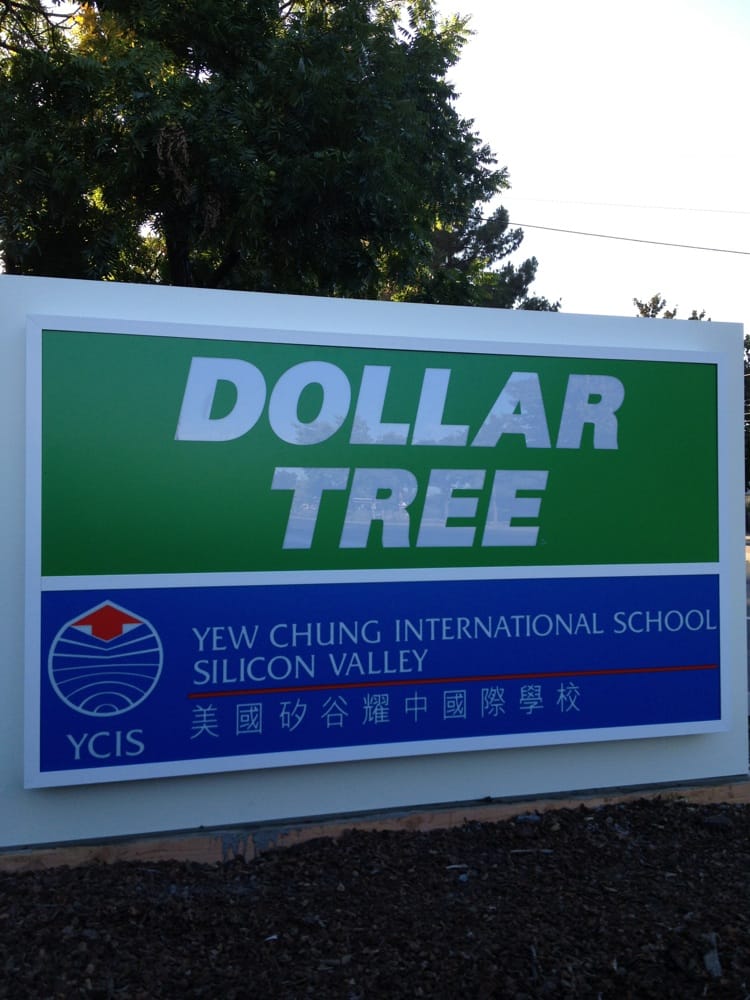 DOLLAR
TREE
YEW CHUNG INTERNATIONAL SCHOOL
SILICON VALLEY
美國矽谷耀中國際學校
YCIS